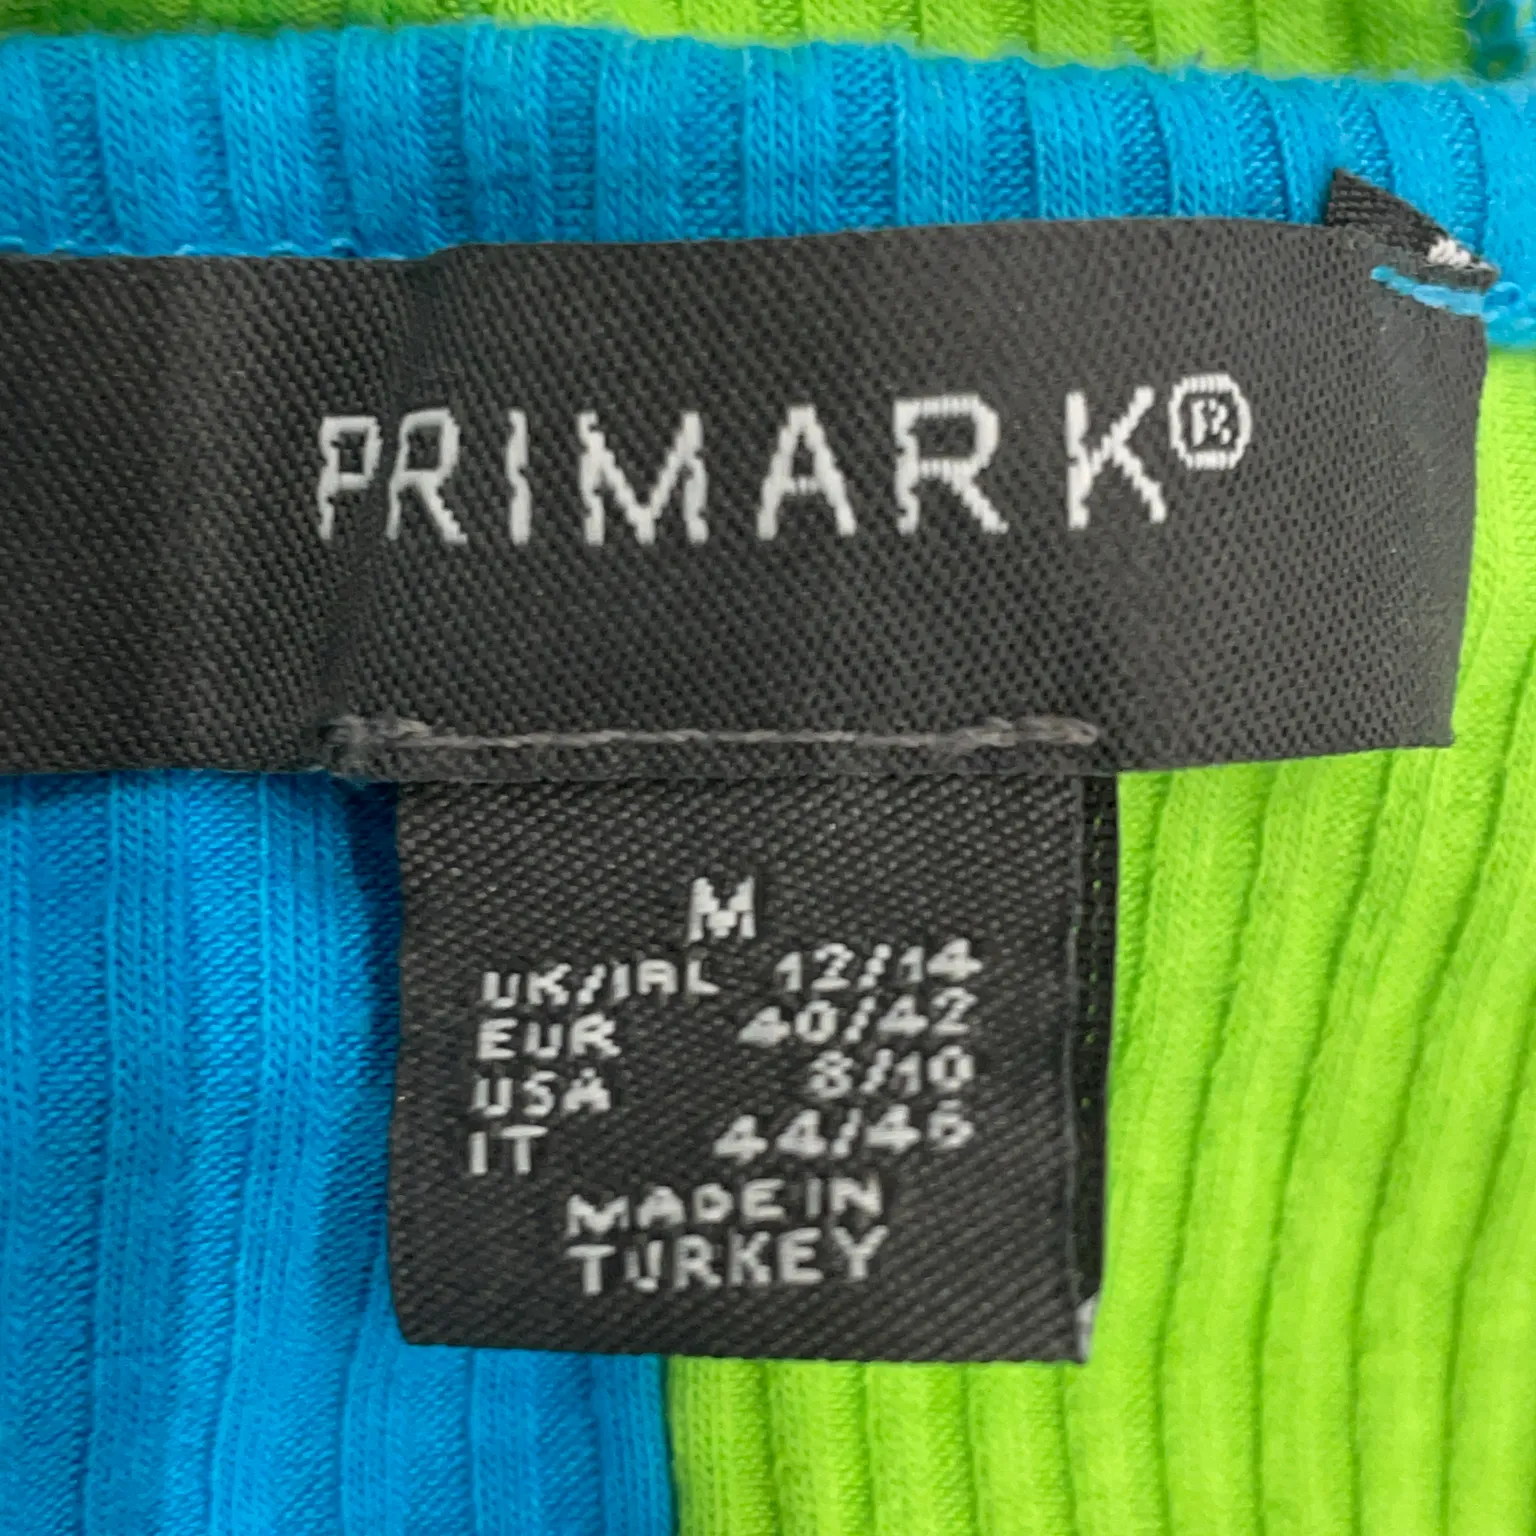 PRIMARK®
M
UK/IRL 12/14
EUR 40/42
USA 8/10
IT 44/46
MADE IN
TURKEY